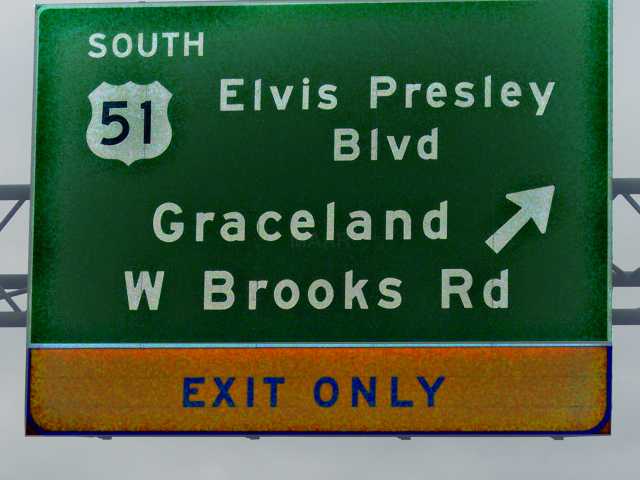 SOUTH
51
Elvis Presley
Blvd
Graceland
W Brooks Rd
EXIT ONLY